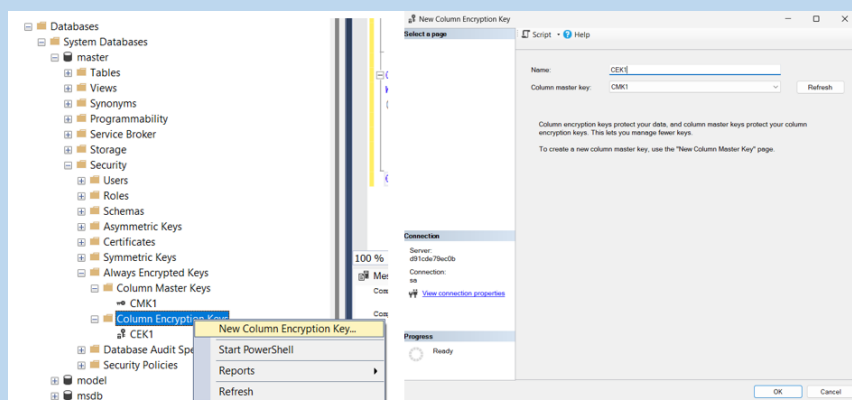 Databases
System Databases
master
Tables
Views
Synonyms
Programmability
Service Broker
Storage
Security
Users
Roles
Schemas
Asymmetric Keys
Certificates
Symmetric Keys
Always Encrypted Keys
Column Master Keys
CMK1
Column Encryption Keys
CEK1
Database Audit Spe
Security Policies
model
msdb
New Column Encryption Key...
Start PowerShell
Reports
Refresh
100 %
Mes
Com
Com
New Column Encryption Key
Select a page
Script
Help
Name:
CEK1
Column master key:
CMK1
Refresh
Column encryption keys protect your data, and column master keys protect your column
encryption keys. This lets you manage fewer keys.
To create a new column master key, use the "New Column Master Key" page.
Connection
Server:
d91cde79ec0b
Connection:
sa
View connection properties
Progress
Ready
OK
Cancel